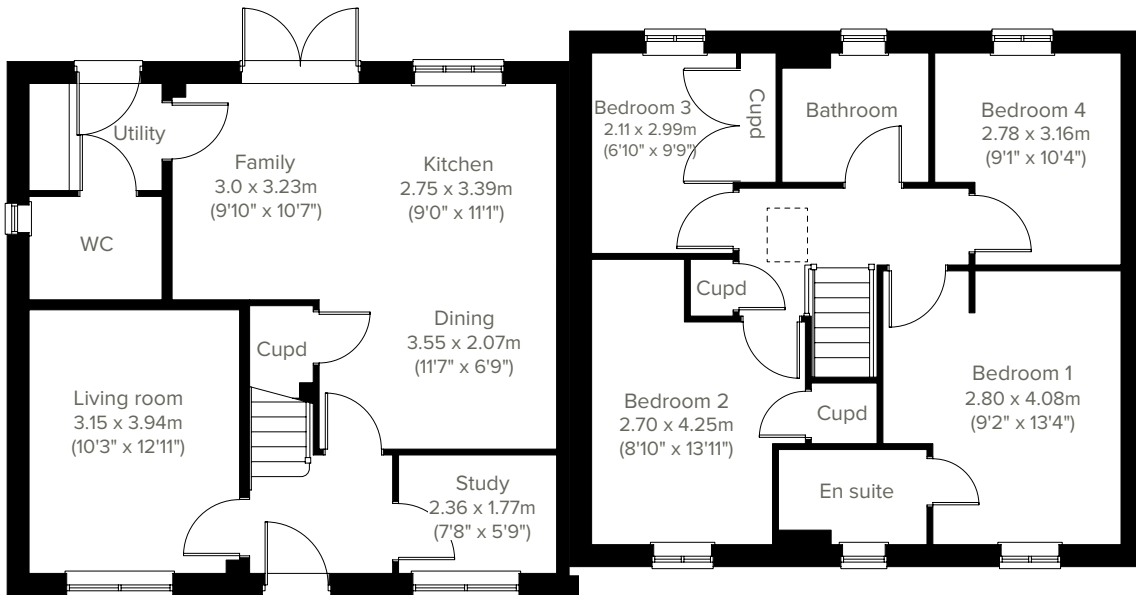 Utility
Family
3.0 x 3.23m
(9'10" x 10'7")
Kitchen
2.75 x 3.39m
(9'0" x 11'1")
WC
Cupd
Dining
3.55 x 2.07m
(11'7" x 6'9")
Living room
3.15 x 3.94m
(10'3" x 12'11")
Study
2.36 x 1.77m
(7'8" x 5'9")
Bedroom 3
2.11 x 2.99m
(6'10" x 9'9")
Cupd
Bathroom
Bedroom 4
2.78 x 3.16m
(9'1" x 10'4")
Cupd
Bedroom 2
2.70 x 4.25m
(8'10" x 13'11")
Cupd
Bedroom 1
2.80 x 4.08m
(9'2" x 13'4")
En suite